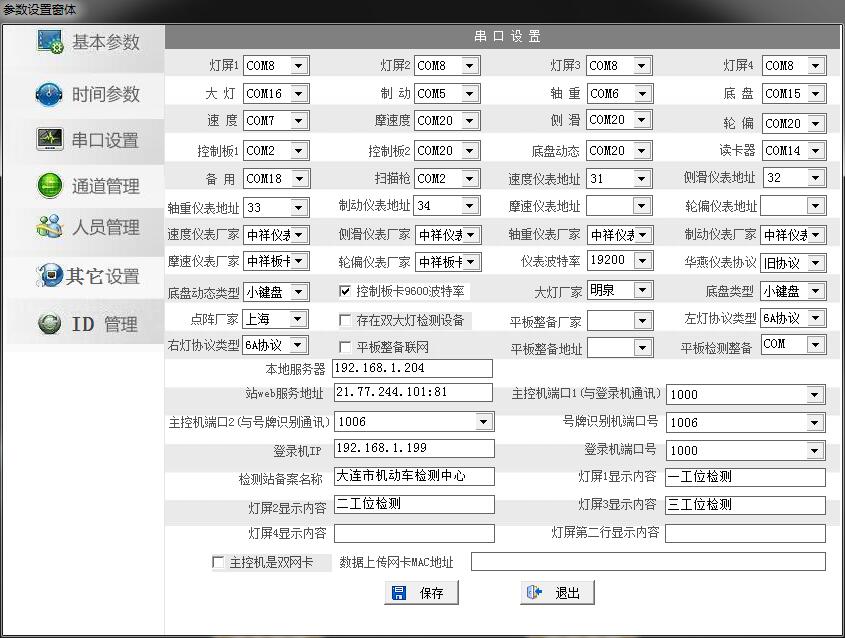 参数设置窗体
基本参数
时间参数
串口设置
通道管理
人员管理
其它设置
ID 管理
串 口 设 置
灯屏1 COM8 灯屏2 COM8 灯屏3 COM8 灯屏4 COM8
大 灯 COM16 制 动 COM5 轴 重 COM6 底 盘 COM15
速 度 COM7 摩速度 COM20 侧 滑 COM20 轮 偏 COM20
控制板1 COM2 控制板2 COM20 底盘动态 COM20 读卡器 COM14
备 用 COM18 扫描枪 COM2 速度仪表地址 31 侧滑仪表地址 32
轴重仪表地址 33 制动仪表地址 34 摩速仪表地址 轮偏仪表地址
速度仪表厂家 中祥仪表 侧滑仪表厂家 中祥仪表 轴重仪表厂家 中祥仪表 制动仪表厂家 中祥仪表
摩速仪表厂家 中祥板卡 轮偏仪表厂家 中祥板卡 仪表波特率 19200 华燕仪表协议 旧协议
底盘动态类型 小键盘 控制板卡9600波特率 大灯厂家 明泉 底盘类型 小键盘
点阵厂家 上海 存在双大灯检测设备 平板整备厂家 左灯协议类型 6A协议
右灯协议类型 6A协议 平板整备联网 平板整备地址 平板检测整备 COM
本地服务器 192.168.1.204
站web服务地址 21.77.244.101:81 主控机端口1(与登录机通讯) 1000
主控机端口2(与号牌识别通讯) 1006 号牌识别机端口号 1006
登录机IP 192.168.1.199 登录机端口号 1000
检测站备案名称 大连市机动车检测中心 灯屏1显示内容 一工位检测
灯屏2显示内容 二工位检测 灯屏3显示内容 三工位检测
灯屏4显示内容 灯屏第二行显示内容
主控机是双网卡 数据上传网卡MAC地址
保存 退出